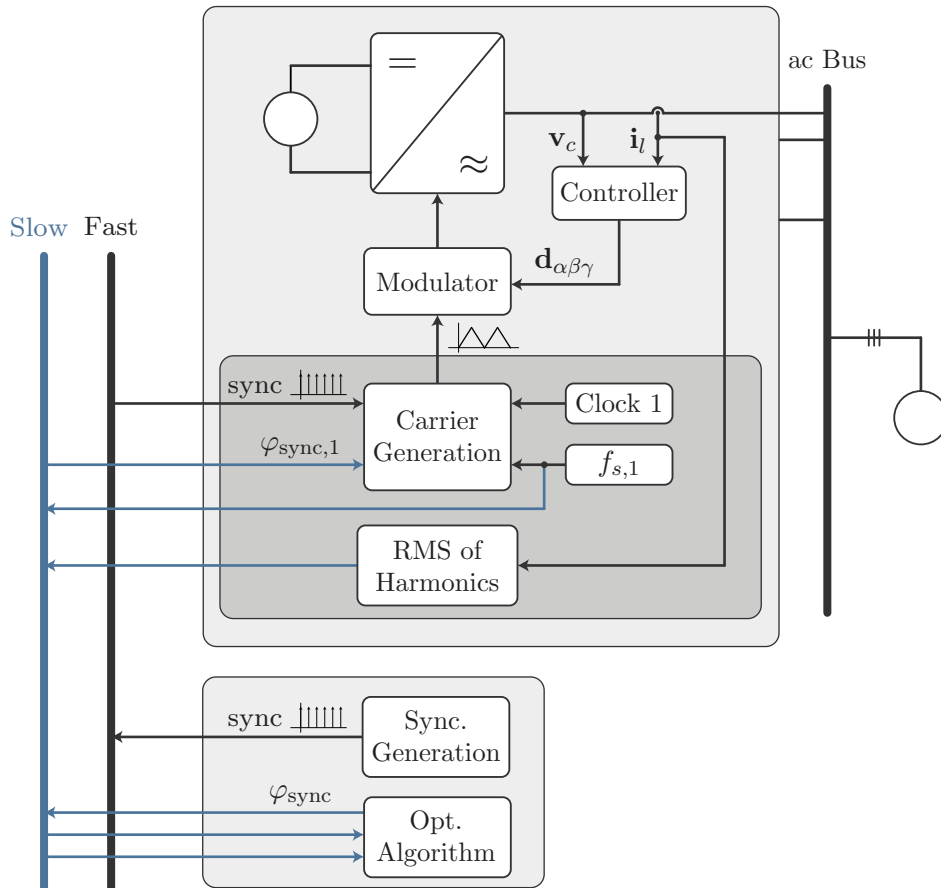 ac Bus
= ≈
𝐯_c 𝐢_l
Controller
Slow Fast
𝐝_αβγ
Modulator
sync
Carrier
Generation
Clock 1
φ_sync,1
f_s,1
RMS of
Harmonics
sync
Sync.
Generation
φ_sync
Opt.
Algorithm